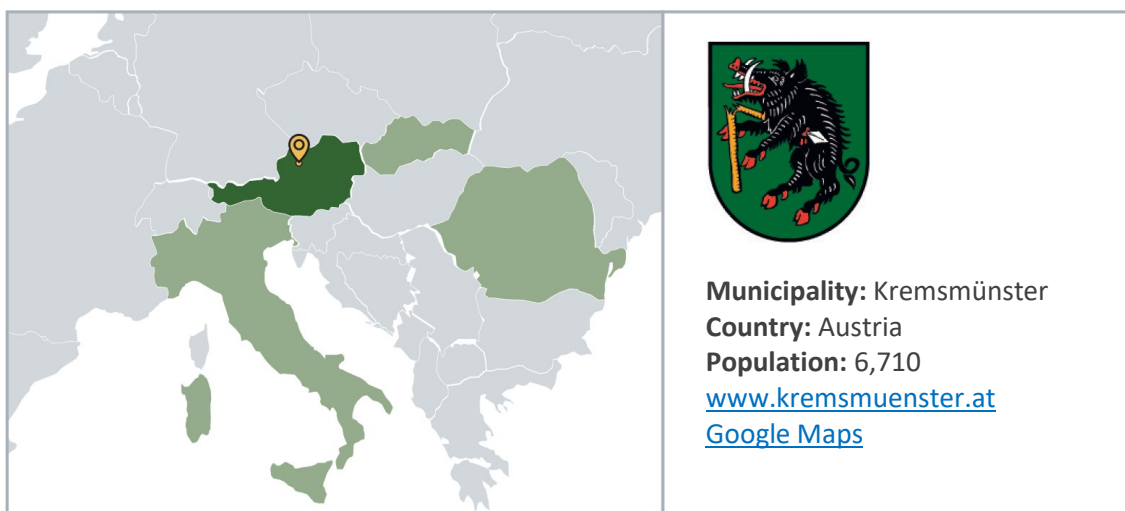 Municipality: Kremsmünster
Country: Austria
Population: 6,710
www.kremsmuenster.at
Google Maps